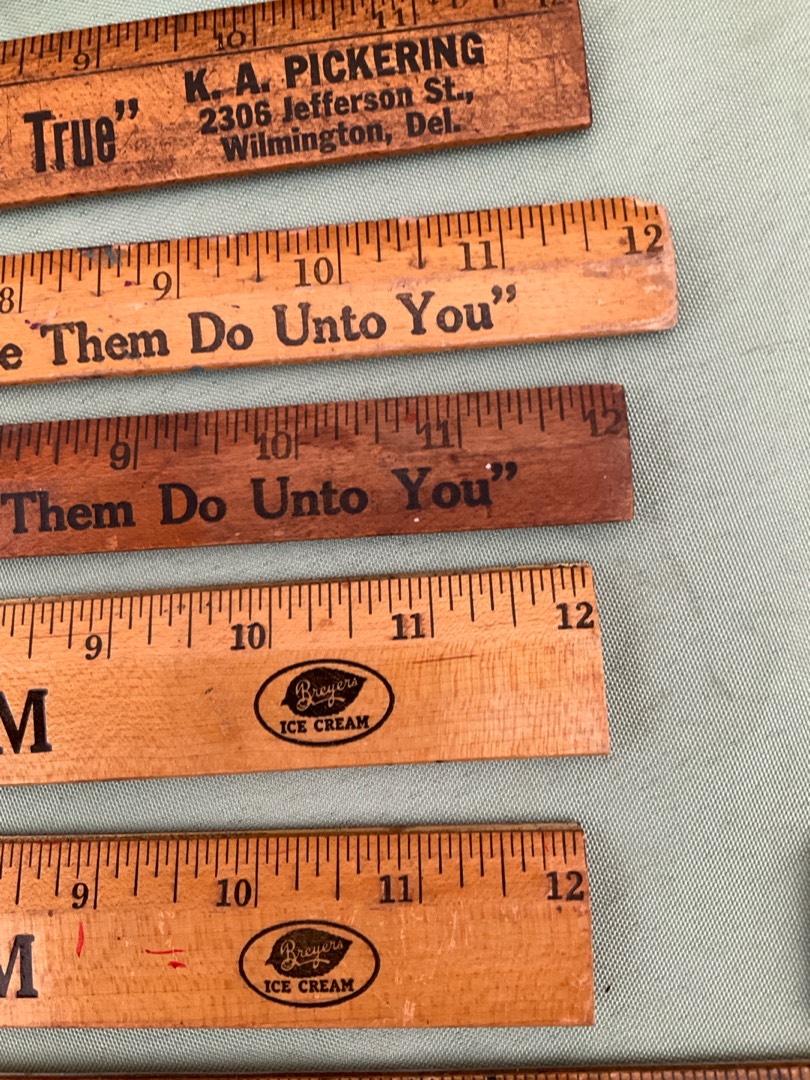 9 10 11 12
True" K. A. PICKERING
2306 Jefferson St.,
Wilmington, Del.
8 9 10 11 12
e Them Do Unto You"
9 10 11 12
Them Do Unto You"
9 10 11 12
M Breyers
ICE CREAM
9 10 11 12
M Breyers
ICE CREAM